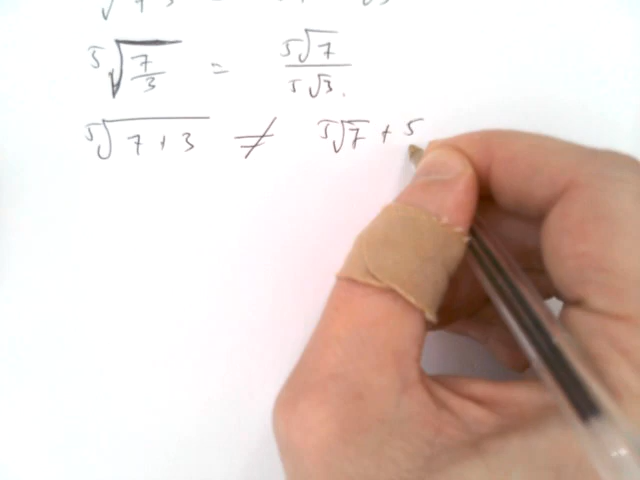 ⁵√(7/3) = ⁵√7 / ⁵√3.
⁵√(7+3) ≠ ⁵√7 + 5